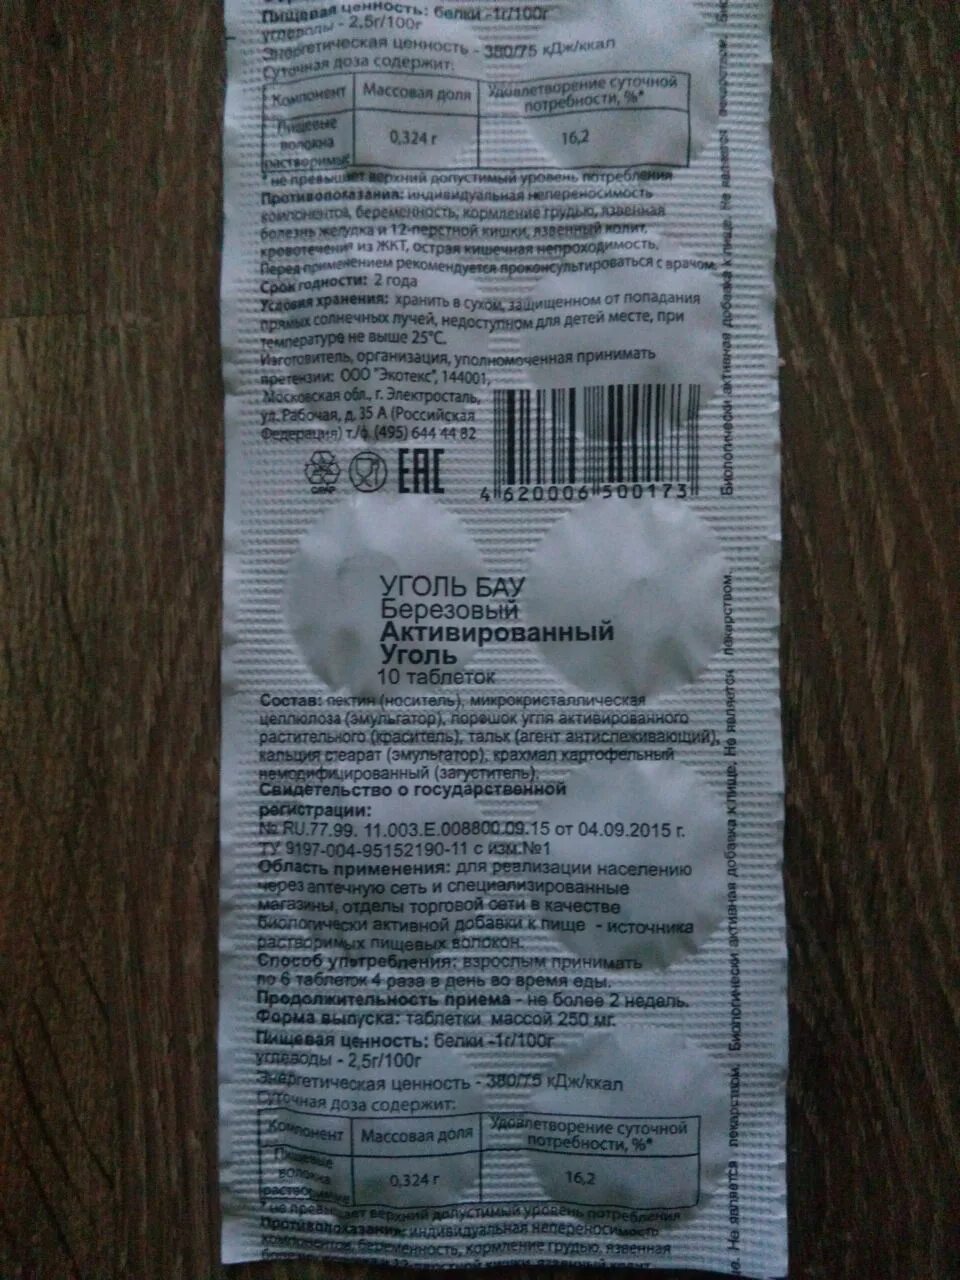 Пищевая ценность: белки -1г/100г
углеводы - 2,5г/100г
Энергетическая ценность - 380/75 кДж/ккал
Суточная доза содержит:
Компонент Массовая доля Удовлетворение суточной потребности, %*
Пищевые волокна растворимые 0,324 г 16,2
* не превышает верхний допустимый уровень потребления
Противопоказания: индивидуальная непереносимость
компонентов, беременность, кормление грудью, язвенная
болезнь желудка и 12-перстной кишки, язвенный колит,
кровотечения из ЖКТ, острая кишечная непроходимость.
Перед применением рекомендуется проконсультироваться с врачом.
Срок годности: 2 года
Условия хранения: хранить в сухом, защищенном от попадания
прямых солнечных лучей, недоступном для детей месте, при
температуре не выше 25°C.
Изготовитель, организация, уполномоченная принимать
претензии: ООО "Экотекс", 144001,
Московская обл., г. Электросталь,
ул. Рабочая, д. 35 А (Российская
Федерация) т/ф. (495) 644 44 82
EAC
4 620006 500173
УГОЛЬ БАУ
Березовый
Активированный
Уголь
10 таблеток
Состав: пектин (носитель), микрокристаллическая
целлюлоза (эмульгатор), порошок угля активированного
растительного (краситель), тальк (агент антислеживающий),
кальция стеарат (эмульгатор), крахмал картофельный
немодифицированный (загуститель).
Свидетельство о государственной
регистрации:
№ RU.77.99. 11.003.E.008800.09.15 от 04.09.2015 г.
ТУ 9197-004-95152190-11 с изм.№1
Область применения: для реализации населению
через аптечную сеть и специализированные
магазины, отделы торговой сети в качестве
биологически активной добавки к пище - источника
растворимых пищевых волокон.
Способ употребления: взрослым принимать
по 6 таблеток 4 раза в день во время еды.
Продолжительность приема - не более 2 недель.
Форма выпуска: таблетки массой 250 мг.
Пищевая ценность: белки -1г/100г
углеводы - 2,5г/100г
Энергетическая ценность - 380/75 кДж/ккал
Суточная доза содержит:
Компонент Массовая доля Удовлетворение суточной потребности, %*
Пищевые волокна растворимые 0,324 г 16,2
* не превышает верхний допустимый уровень потребления
Противопоказания: индивидуальная непереносимость
компонентов, беременность, кормление грудью, язвенная
болезнь желудка и 12-перстной кишки, язвенный колит,
Биологически активная добавка к пище. Не является лекарством.
Биологически активная добавка к пище. Не является лекарством.
Не является лекарством.